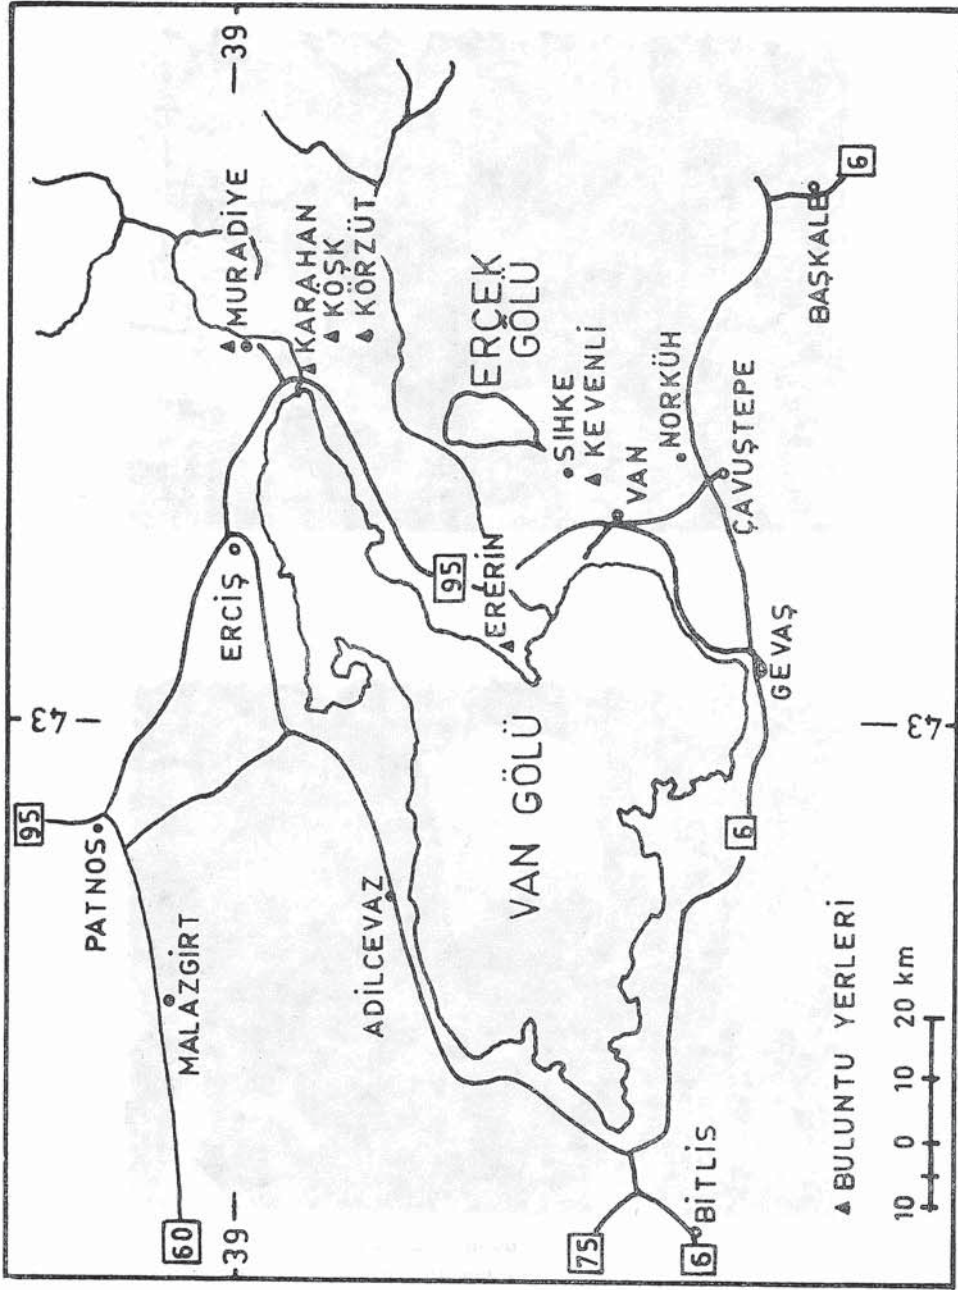 95
PATNOS
60
MALAZGİRT
39
ERCİŞ
MURADİYE
39
KARAHAN
KÖŞK
KÖRZÜT
43
ADİLCEVAZ
95
ERERİN
ERÇEK
GÖLÜ
VAN GÖLÜ
SIHKE
KEVENLİ
VAN
NORKÜH
ÇAVUŞTEPE
BAŞKALE
6
GEVAŞ
43
6
75
6
BİTLİS
BULUNTU YERLERİ
10 0 10 20 km